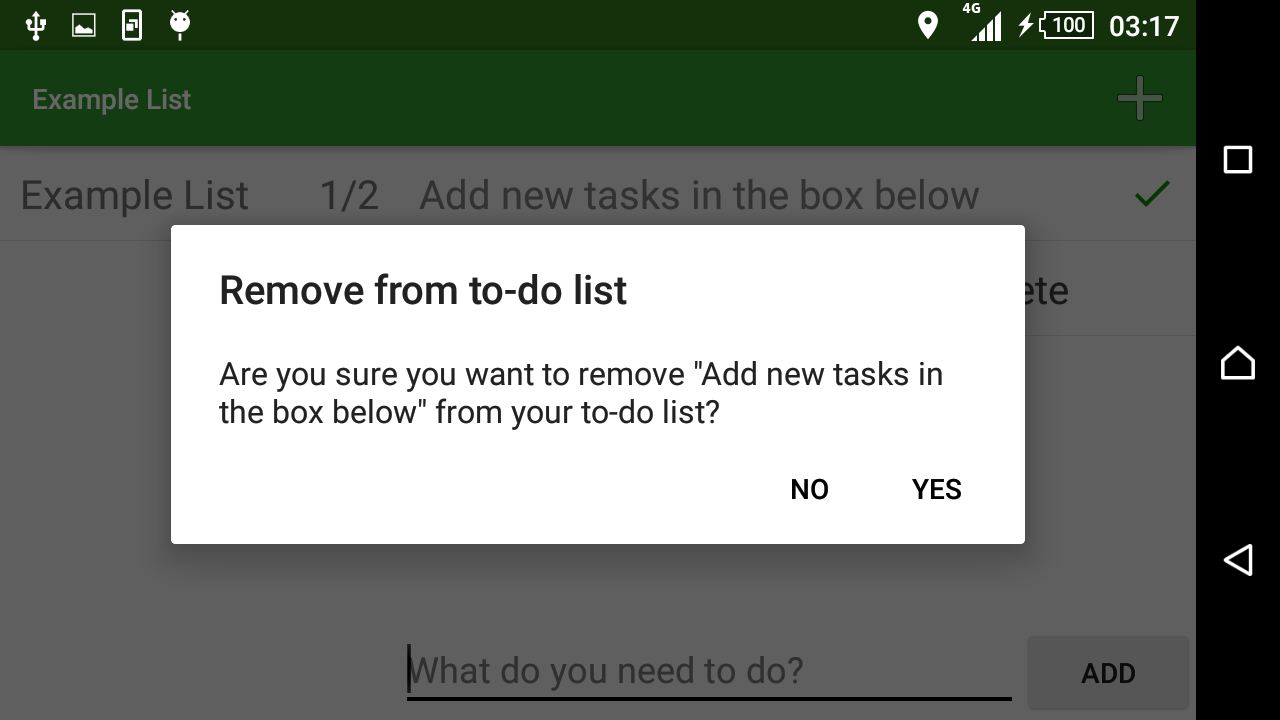 4G 100 03:17
Example List
Example List 1/2 Add new tasks in the box below
ete
Remove from to-do list
Are you sure you want to remove "Add new tasks in
the box below" from your to-do list?
NO YES
What do you need to do? ADD